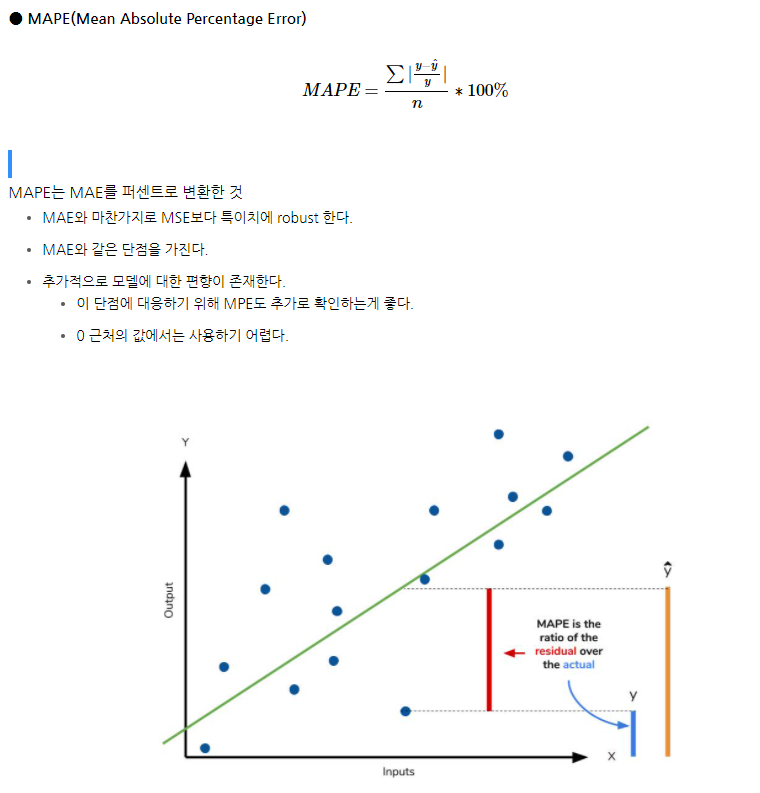 ● MAPE(Mean Absolute Percentage Error)
MAPE = ∑|y−ŷ / y| / n * 100%
MAPE는 MAE를 퍼센트로 변환한 것
• MAE와 마찬가지로 MSE보다 특이치에 robust 한다.
• MAE와 같은 단점을 가진다.
• 추가적으로 모델에 대한 편향이 존재한다.
• 이 단점에 대응하기 위해 MPE도 추가로 확인하는게 좋다.
• 0 근처의 값에서는 사용하기 어렵다.
Y
Output
ŷ
MAPE is the
ratio of the
residual over
the actual
y
X
Inputs